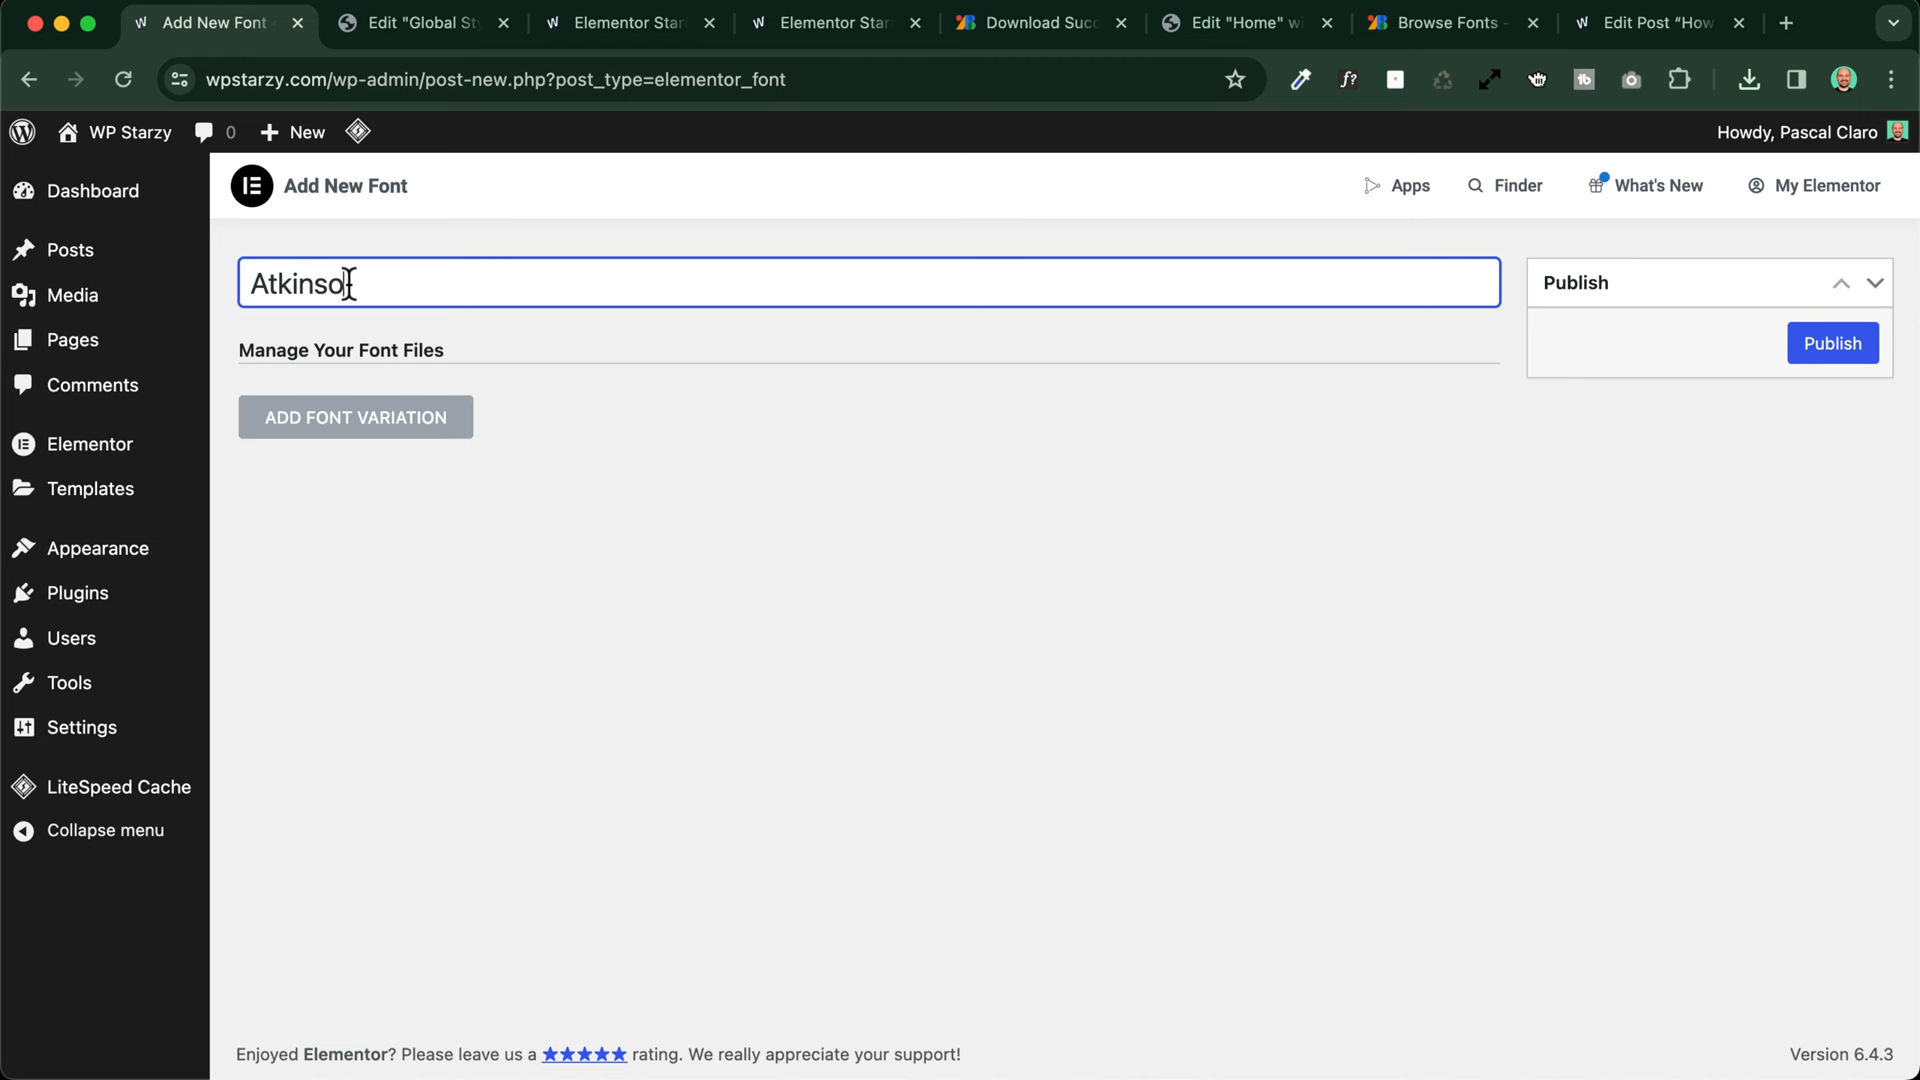 Add New Font
Edit "Global Sty
Elementor Star
Elementor Star
Download Succ
Edit "Home" wi
Browse Fonts -
Edit Post “How
wpstarzy.com/wp-admin/post-new.php?post_type=elementor_font
WP Starzy
0
New
Howdy, Pascal Claro
Dashboard
Posts
Media
Pages
Comments
Elementor
Templates
Appearance
Plugins
Users
Tools
Settings
LiteSpeed Cache
Collapse menu
Add New Font
Apps
Finder
What's New
My Elementor
Atkinso
Publish
Publish
Manage Your Font Files
ADD FONT VARIATION
Enjoyed Elementor? Please leave us a ★★★★★ rating. We really appreciate your support!
Version 6.4.3